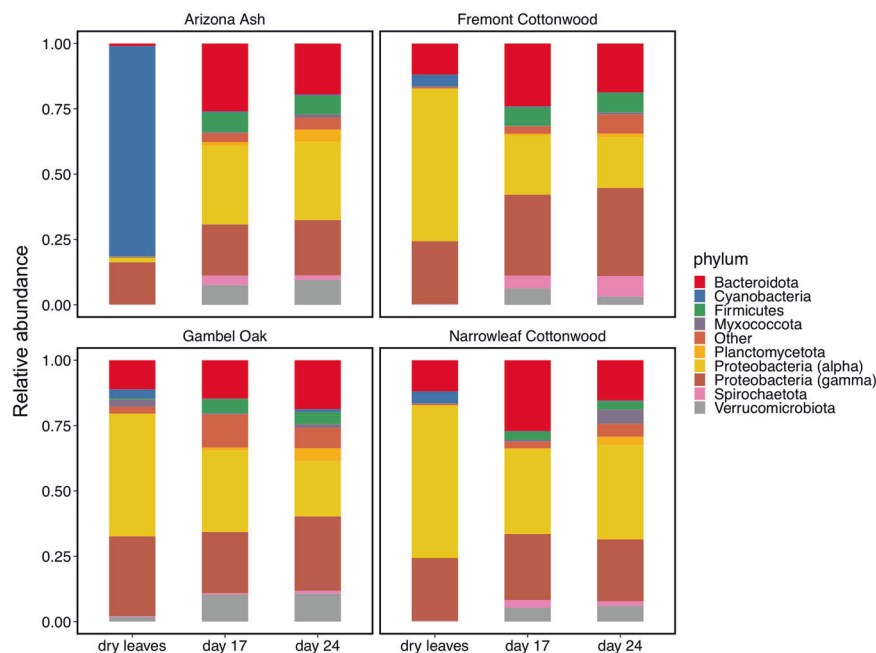 Arizona Ash
Fremont Cottonwood
1.00
0.75
0.50
0.25
0.00
Gambel Oak
Narrowleaf Cottonwood
1.00
0.75
0.50
0.25
0.00
dry leaves day 17 day 24
dry leaves day 17 day 24
Relative abundance
phylum
Bacteroidota
Cyanobacteria
Firmicutes
Myxococcota
Other
Planctomycetota
Proteobacteria (alpha)
Proteobacteria (gamma)
Spirochaetota
Verrucomicrobiota